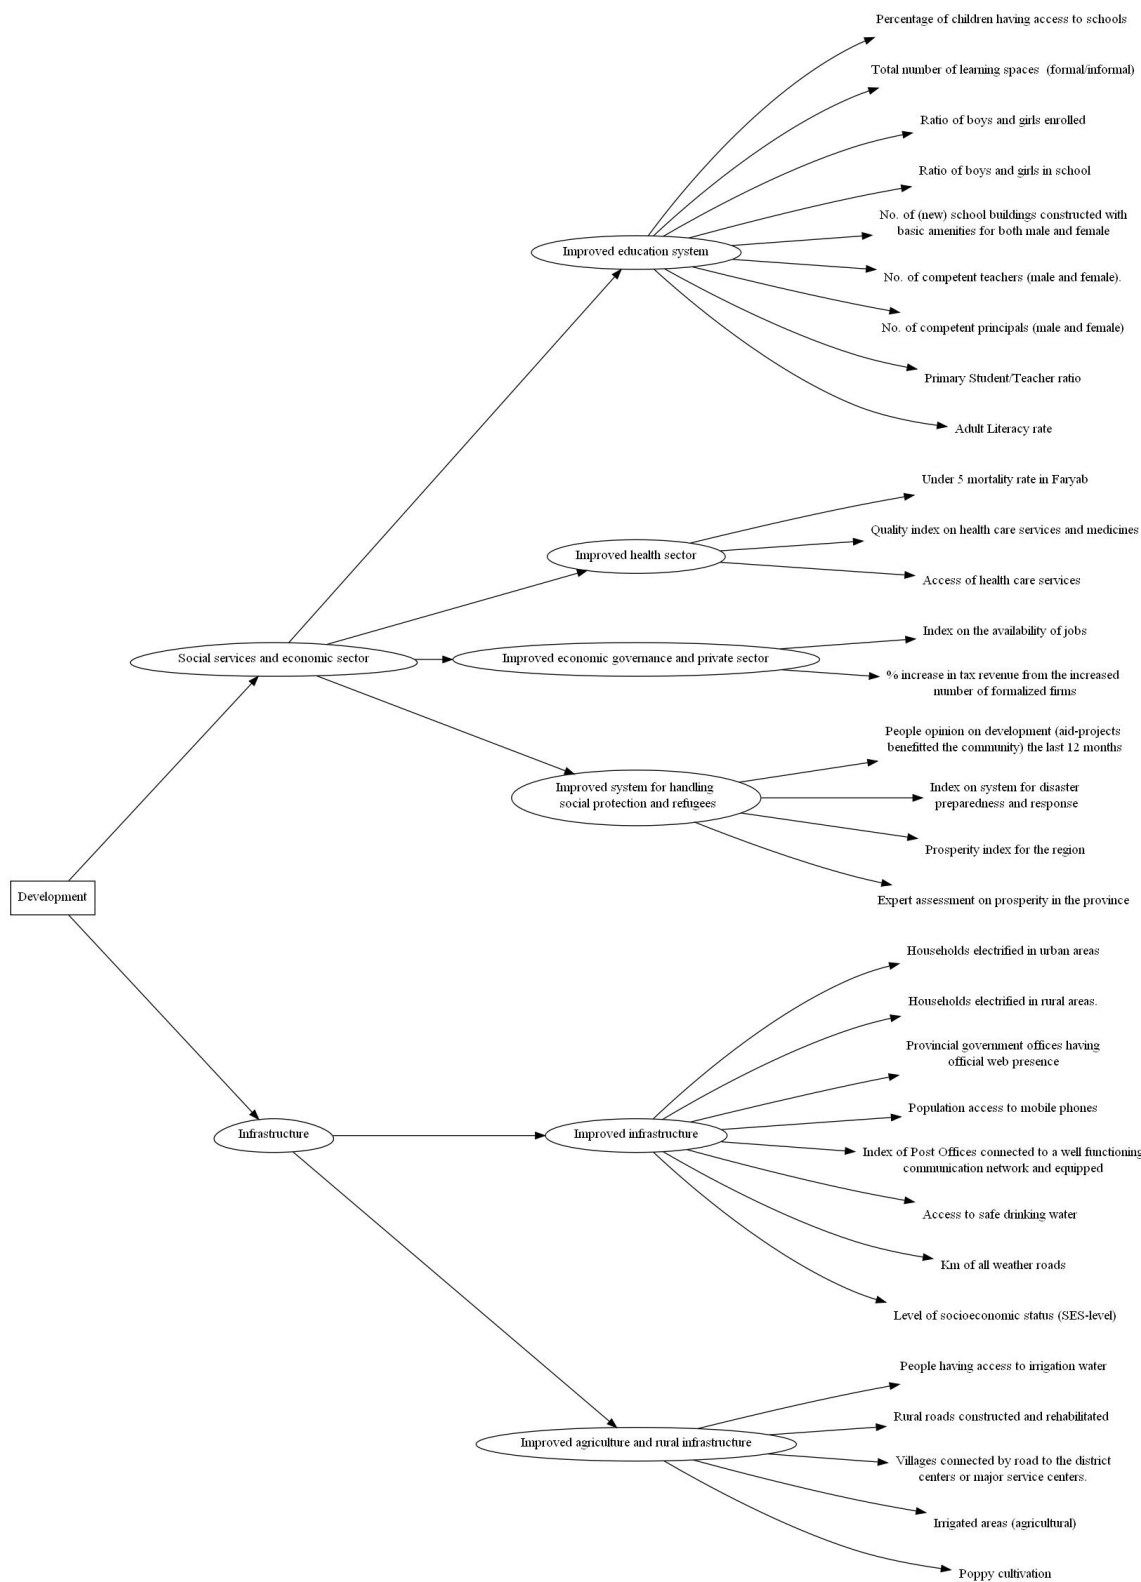 Percentage of children having access to schools
Total number of learning spaces (formal/informal)
Ratio of boys and girls enrolled
Ratio of boys and girls in school
No. of (new) school buildings constructed with
basic amenities for both male and female
Improved education system
No. of competent teachers (male and female).
No. of competent principals (male and female)
Primary Student/Teacher ratio
Adult Literacy rate
Under 5 mortality rate in Faryab
Quality index on health care services and medicines
Improved health sector
Access of health care services
Index on the availability of jobs
Social services and economic sector
Improved economic governance and private sector
% increase in tax revenue from the increased
number of formalized firms
People opinion on development (aid-projects
benefitted the community) the last 12 months
Improved system for handling
social protection and refugees
Index on system for disaster
preparedness and response
Prosperity index for the region
Development
Expert assessment on prosperity in the province
Households electrified in urban areas
Households electrified in rural areas.
Provincial government offices having
official web presence
Population access to mobile phones
Infrastructure
Improved infrastructure
Index of Post Offices connected to a well functioning
communication network and equipped
Access to safe drinking water
Km of all weather roads
Level of socioeconomic status (SES-level)
People having access to irrigation water
Rural roads constructed and rehabilitated
Improved agriculture and rural infrastructure
Villages connected by road to the district
centers or major service centers.
Irrigated areas (agricultural)
Poppy cultivation